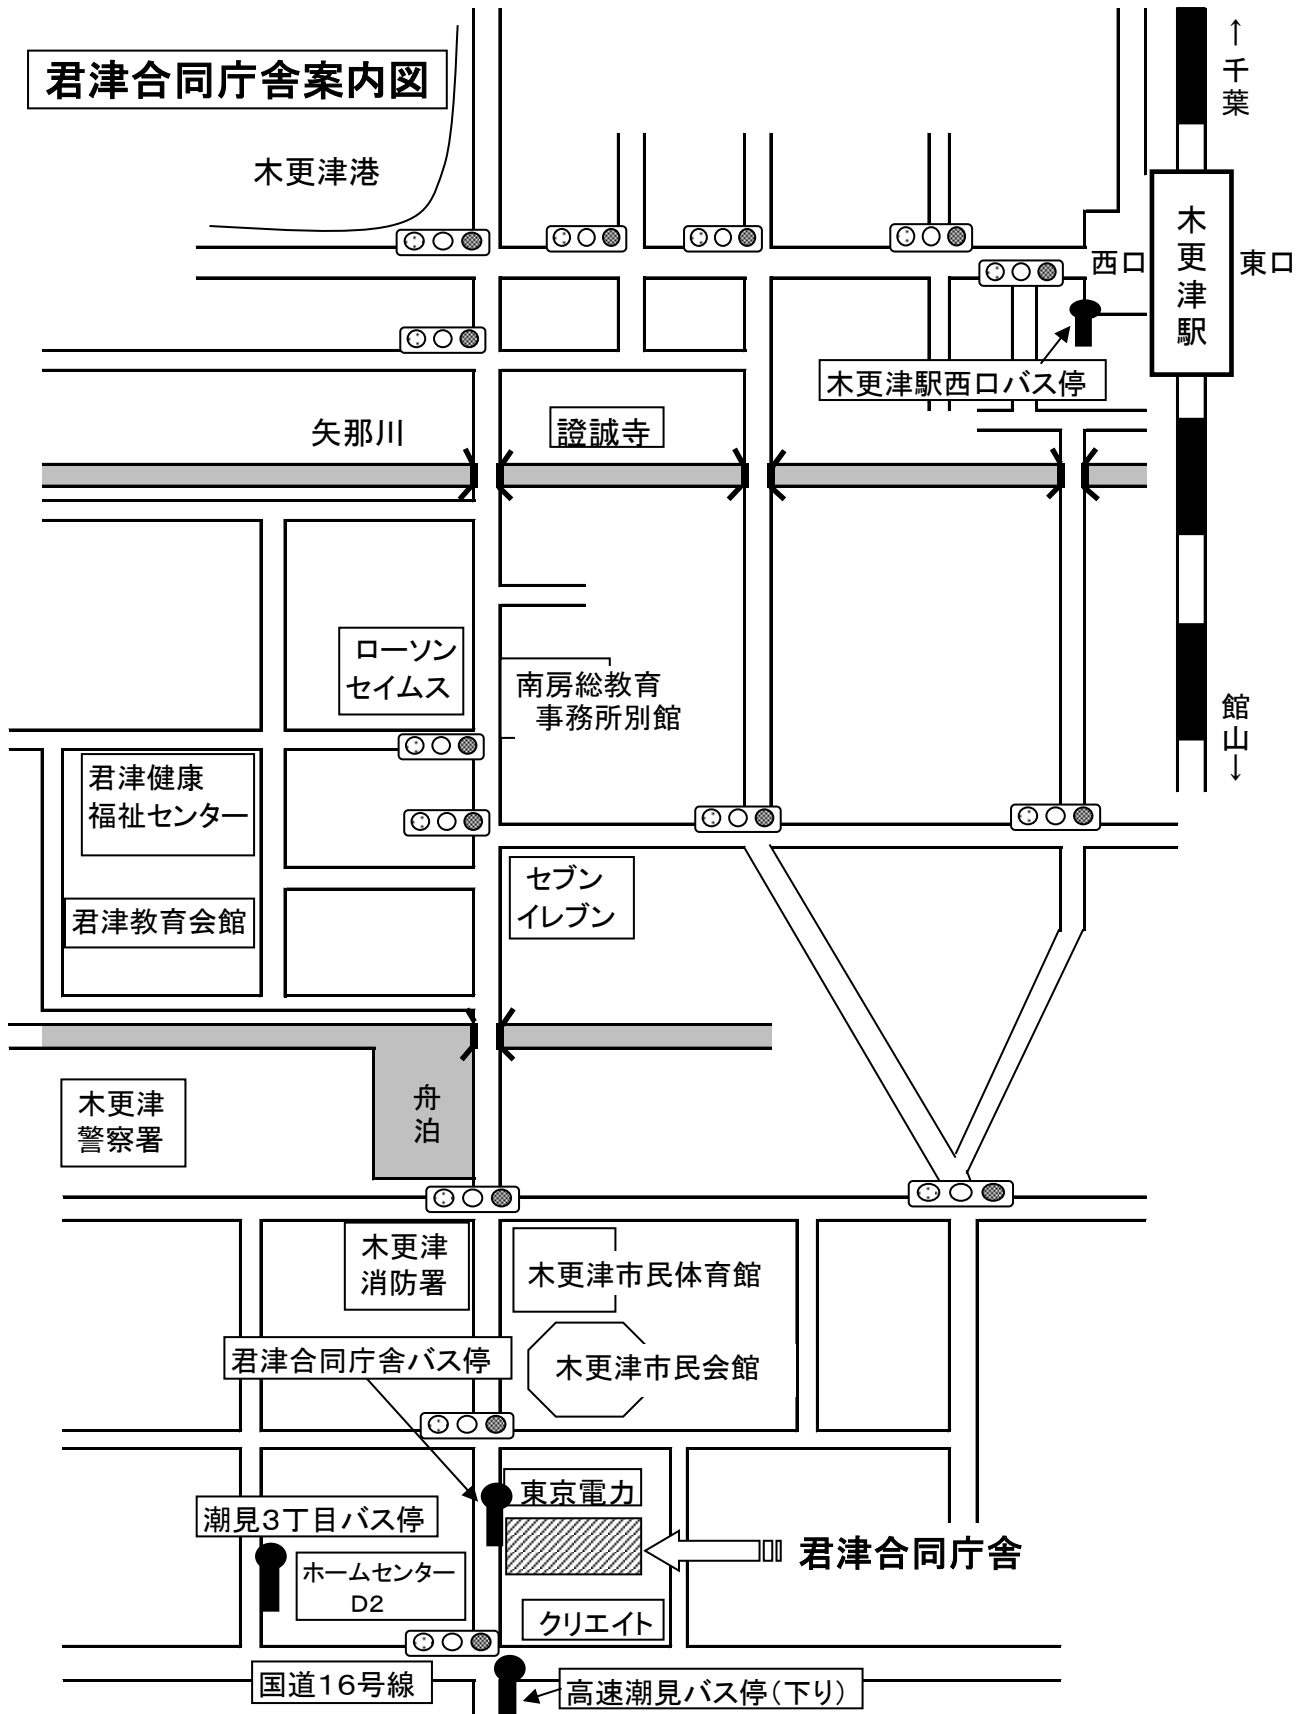 ↑千葉
君津合同庁舎案内図
木更津港
木更津駅
西口
東口
木更津駅西口バス停
矢那川
證誠寺
ローソン
セイムス
南房総教育
事務所別館
館山↓
君津健康
福祉センター
セブン
イレブン
君津教育会館
舟泊
木更津
警察署
木更津
消防署
木更津市民体育館
君津合同庁舎バス停
木更津市民会館
東京電力
潮見3丁目バス停
君津合同庁舎
ホームセンター
D2
クリエイト
国道16号線
高速潮見バス停(下り)